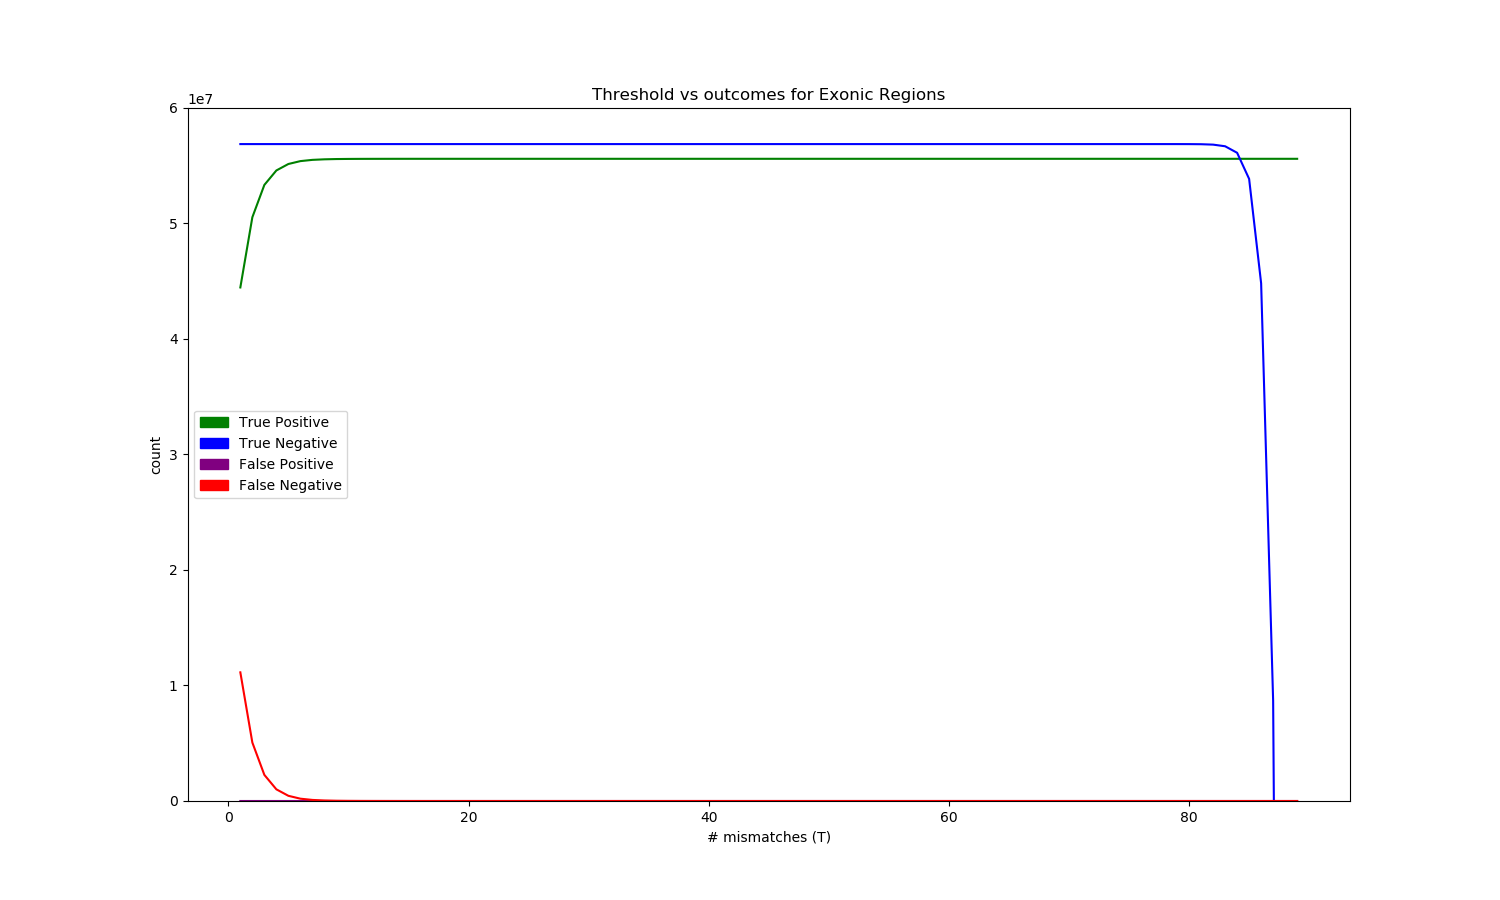 Threshold vs outcomes for Exonic Regions
1e7
6
5
4
3
2
1
0
count
True Positive
True Negative
False Positive
False Negative
0 20 40 60 80
# mismatches (T)